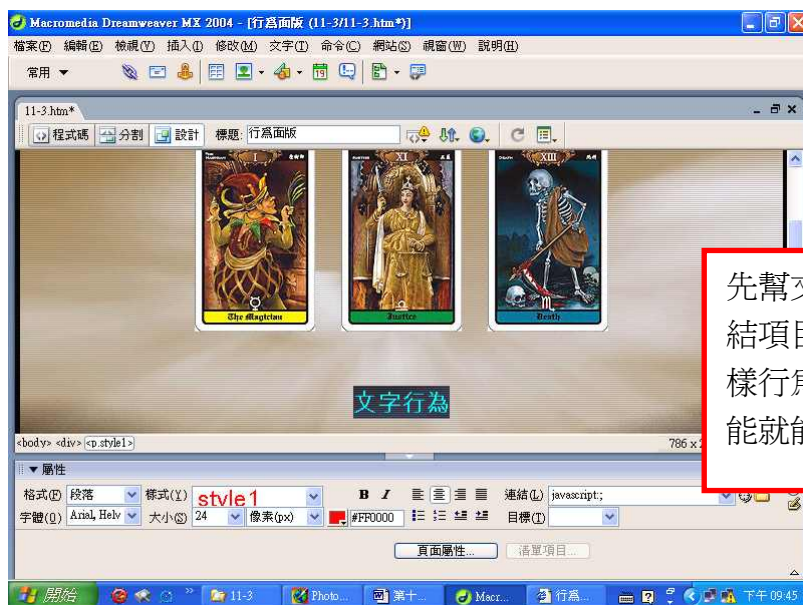 Macromedia Dreamweaver MX 2004 - [行為面版 (11-3/11-3.htm*)]
檔案(F) 編輯(E) 檢視(V) 插入(I) 修改(M) 文字(T) 命令(C) 網站(S) 視窗(W) 說明(H)
常用
11-3.htm*
程式碼 分割 設計 標題: 行為面版
I XI XIII
The Magician Justice Death
文字行為
先幫文
結項目
樣行為
能就能
<body> <div> <p.style1> 786 x
屬性
格式(F) 段落 樣式(Y) style1 B I 連結(L) javascript:;
字體(O) Arial, Helv 大小(S) 24 像素(px) #FF0000 目標(T)
頁面屬性... 清單項目...
開始 11-3 Photo... 第十... Macr... 行為... 下午 09:45